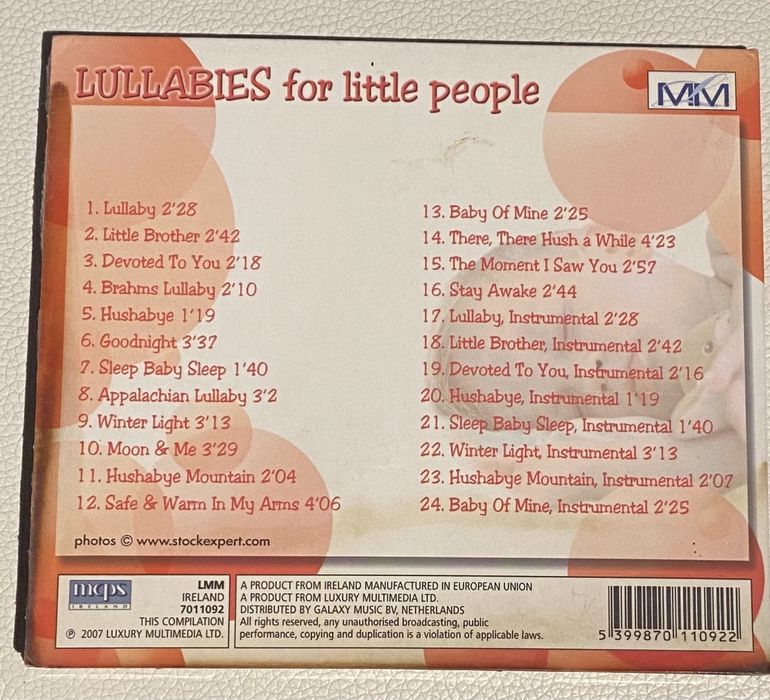 LULLABIES for little people
MM
1. Lullaby 2'28
2. Little Brother 2'42
3. Devoted To You 2'18
4. Brahms Lullaby 2'10
5. Hushabye 1'19
6. Goodnight 3'37
7. Sleep Baby Sleep 1'40
8. Appalachian Lullaby 3'2
9. Winter Light 3'13
10. Moon & Me 3'29
11. Hushabye Mountain 2'04
12. Safe & Warm In My Arms 4'06
13. Baby Of Mine 2'25
14. There, There Hush a While 4'23
15. The Moment I Saw You 2'57
16. Stay Awake 2'44
17. Lullaby, Instrumental 2'28
18. Little Brother, Instrumental 2'42
19. Devoted To You, Instrumental 2'16
20. Hushabye, Instrumental 1'19
21. Sleep Baby Sleep, Instrumental 1'40
22. Winter Light, Instrumental 3'13
23. Hushabye Mountain, Instrumental 2'07
24. Baby Of Mine, Instrumental 2'25
photos © www.stockexpert.com
mcps
IRELAND
LMM
IRELAND
7011092
THIS COMPILATION
℗ 2007 LUXURY MULTIMEDIA LTD.
A PRODUCT FROM IRELAND MANUFACTURED IN EUROPEAN UNION
A PRODUCT FROM LUXURY MULTIMEDIA LTD.
DISTRIBUTED BY GALAXY MUSIC BV, NETHERLANDS
All rights reserved, any unauthorised broadcasting, public
performance, copying and duplication is a violation of applicable laws.
5 399870 110922